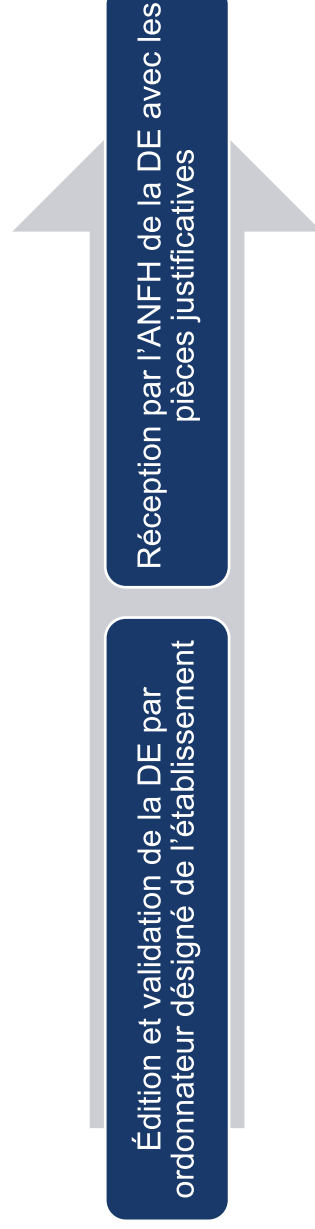 Édition et validation de la DE par
ordonnateur désigné de l'établissement
Réception par l'ANFH de la DE avec les
pièces justificatives